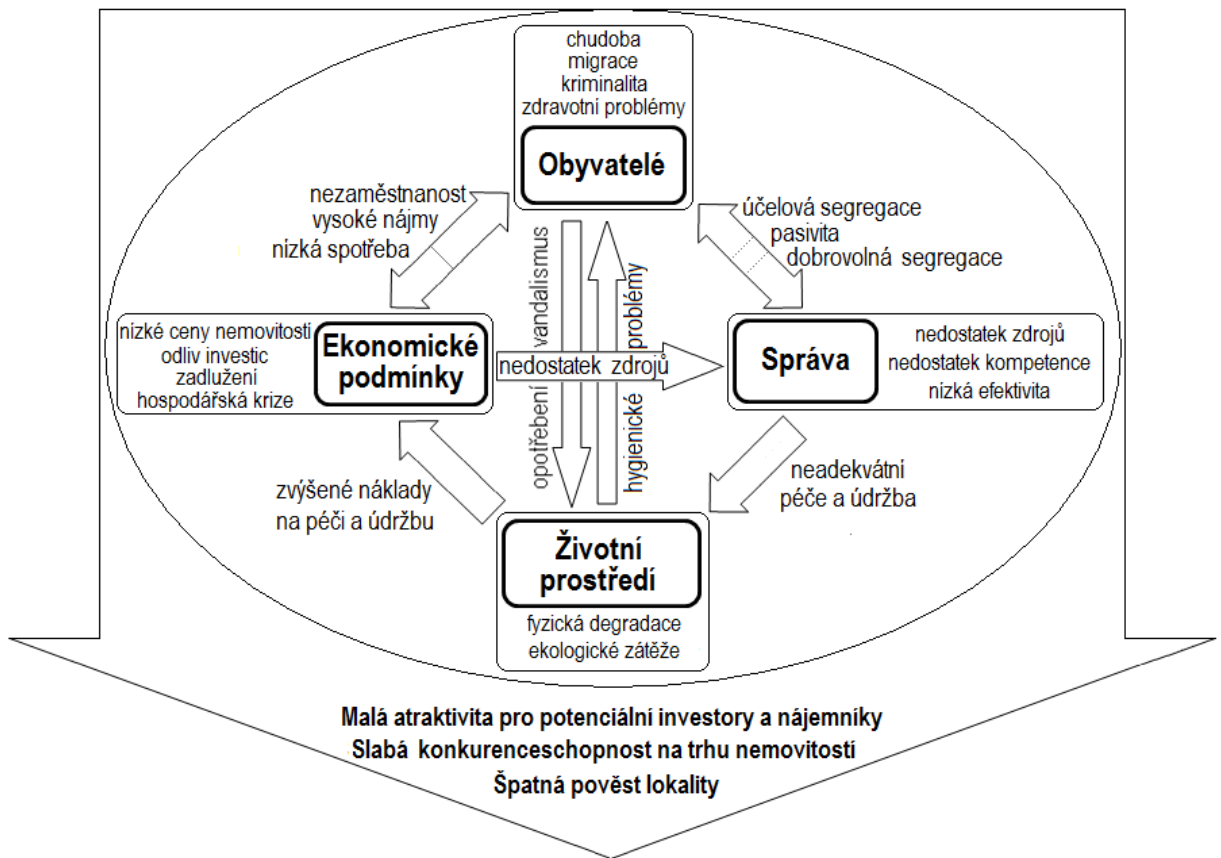 chudoba
migrace
kriminalita
zdravotni problémy
Obyvatelé
nezaměstnanost
vysoké nájmy
nízká spotřeba
účelová segregace
pasivita
dobrovolná segregace
opotřebení vandalismus
hygienické problémy
nízké ceny nemovitosti
odliv investic
zadlužení
hospodářská krize
Ekonomické
podmínky
nedostatek zdrojů
Správa
nedostatek zdrojů
nedostatek kompetence
nízká efektivita
zvýšené náklady
na péči a údržbu
neadekvátní
péče a údržba
Životní
prostředí
fyzická degradace
ekologické zátěže
Malá atraktivita pro potenciální investory a nájemníky
Slabá konkurenceschopnost na trhu nemovitostí
Špatná pověst lokality